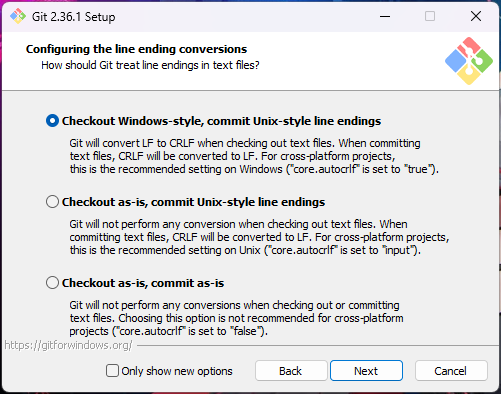 Git 2.36.1 Setup
Configuring the line ending conversions
How should Git treat line endings in text files?
Checkout Windows-style, commit Unix-style line endings
Git will convert LF to CRLF when checking out text files. When committing
text files, CRLF will be converted to LF. For cross-platform projects,
this is the recommended setting on Windows ("core.autocrlf" is set to "true").
Checkout as-is, commit Unix-style line endings
Git will not perform any conversion when checking out text files. When
committing text files, CRLF will be converted to LF. For cross-platform projects,
this is the recommended setting on Unix ("core.autocrlf" is set to "input").
Checkout as-is, commit as-is
Git will not perform any conversions when checking out or committing
text files. Choosing this option is not recommended for cross-platform
projects ("core.autocrlf" is set to "false").
https://gitforwindows.org/
Only show new options
Back
Next
Cancel